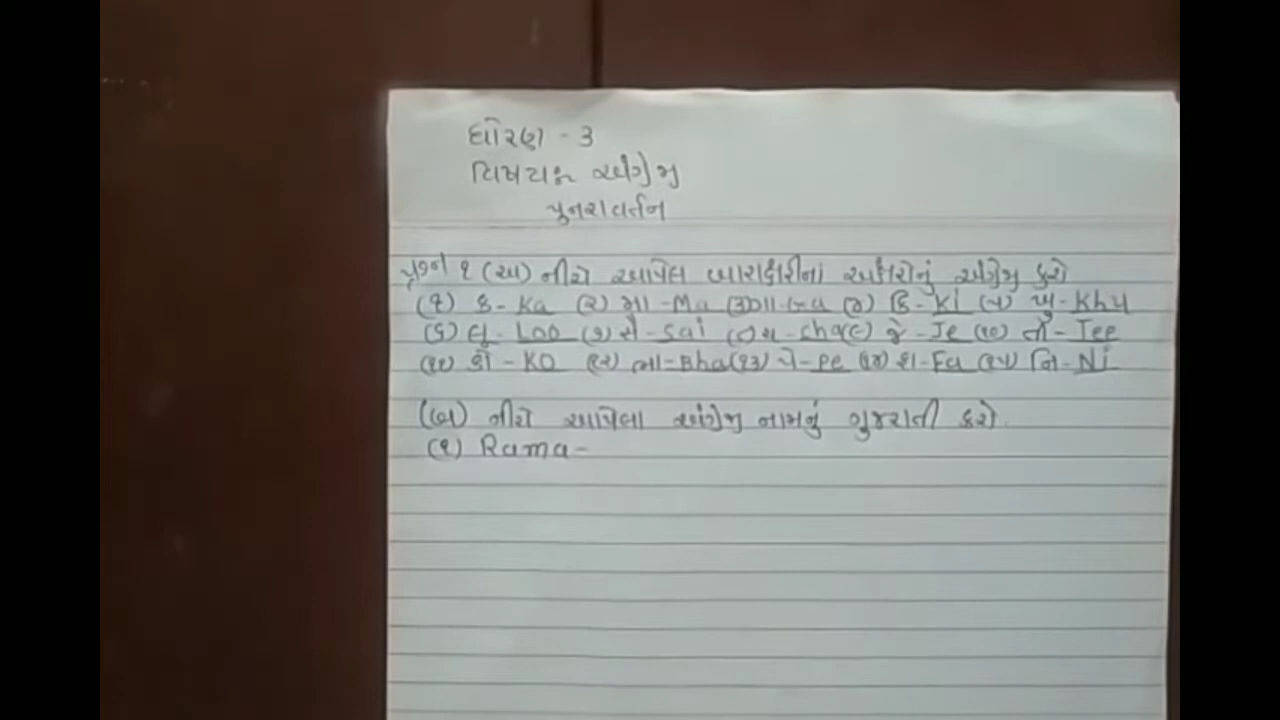 ધોરણ - 3
વિષયઃ અંગ્રેજી
પુનરાવર્તન
પ્રશ્ન ૧ (અ) નીચે આપેલ બારાક્ષરીનાં અક્ષરોનું અંગ્રેજી કરો
(૧) ક - Ka (૨) મા - Ma (૩) ગા - Ga (૪) કિ - Ki (૫) ખુ - Khu
(૬) લૂ - Loo (૭) સૈ - Sai (૮) ચ - cha (૯) જે - Je (૧૦) તી - Tee
(૧૧) કો - KO (૧૨) ભા - Bha (૧૩) પે - Pe (૧૪) ફા - Fa (૧૫) નિ - Ni
(બ) નીચે આપેલા અંગ્રેજી નામનું ગુજરાતી કરો.
(૧) Rama -